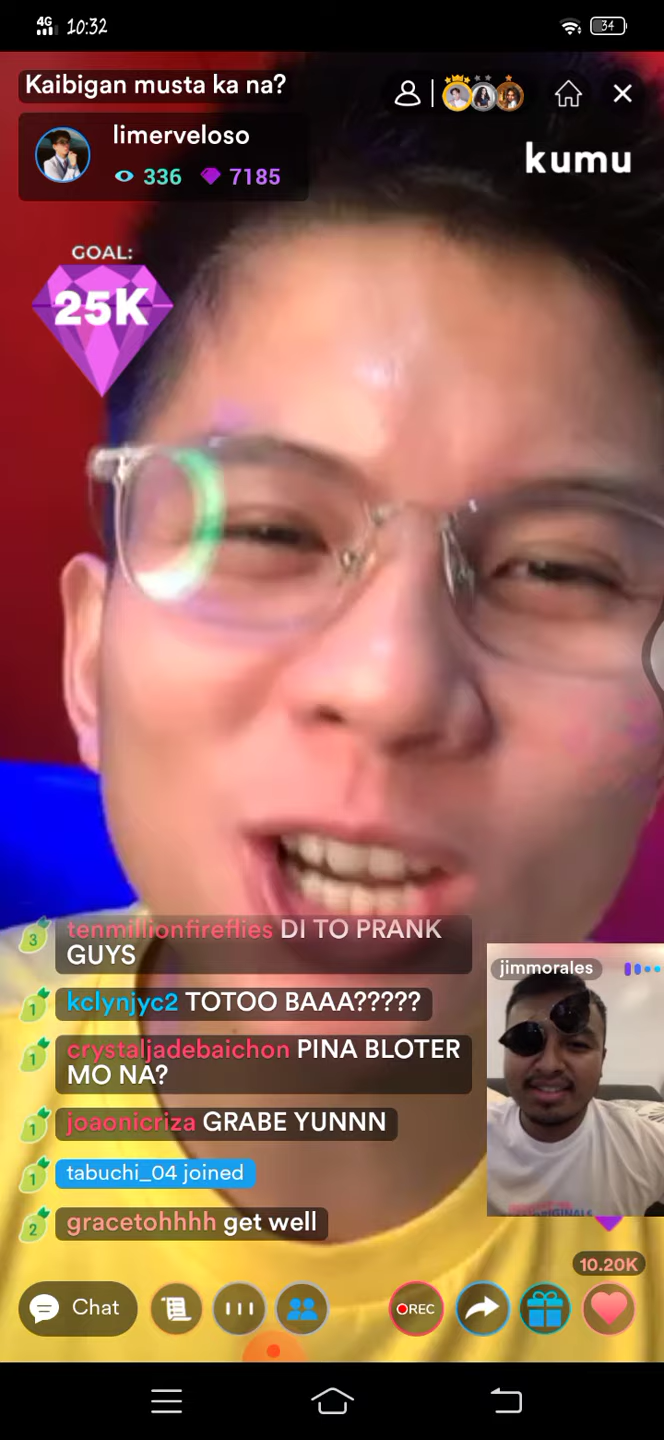 4G 10:32 34
Kaibigan musta ka na?
limerveloso
336 7185
kumu
GOAL:
25K
tenmillionfireflies DI TO PRANK
GUYS
3
kclynjyc2 TOTOO BAAA?????
1
crystaljadebaichon PINA BLOTER
MO NA?
1
joaonicriza GRABE YUNNN
1
tabuchi_04 joined
1
gracetohhhh get well
2
jimmorales
10.20K
Chat
REC